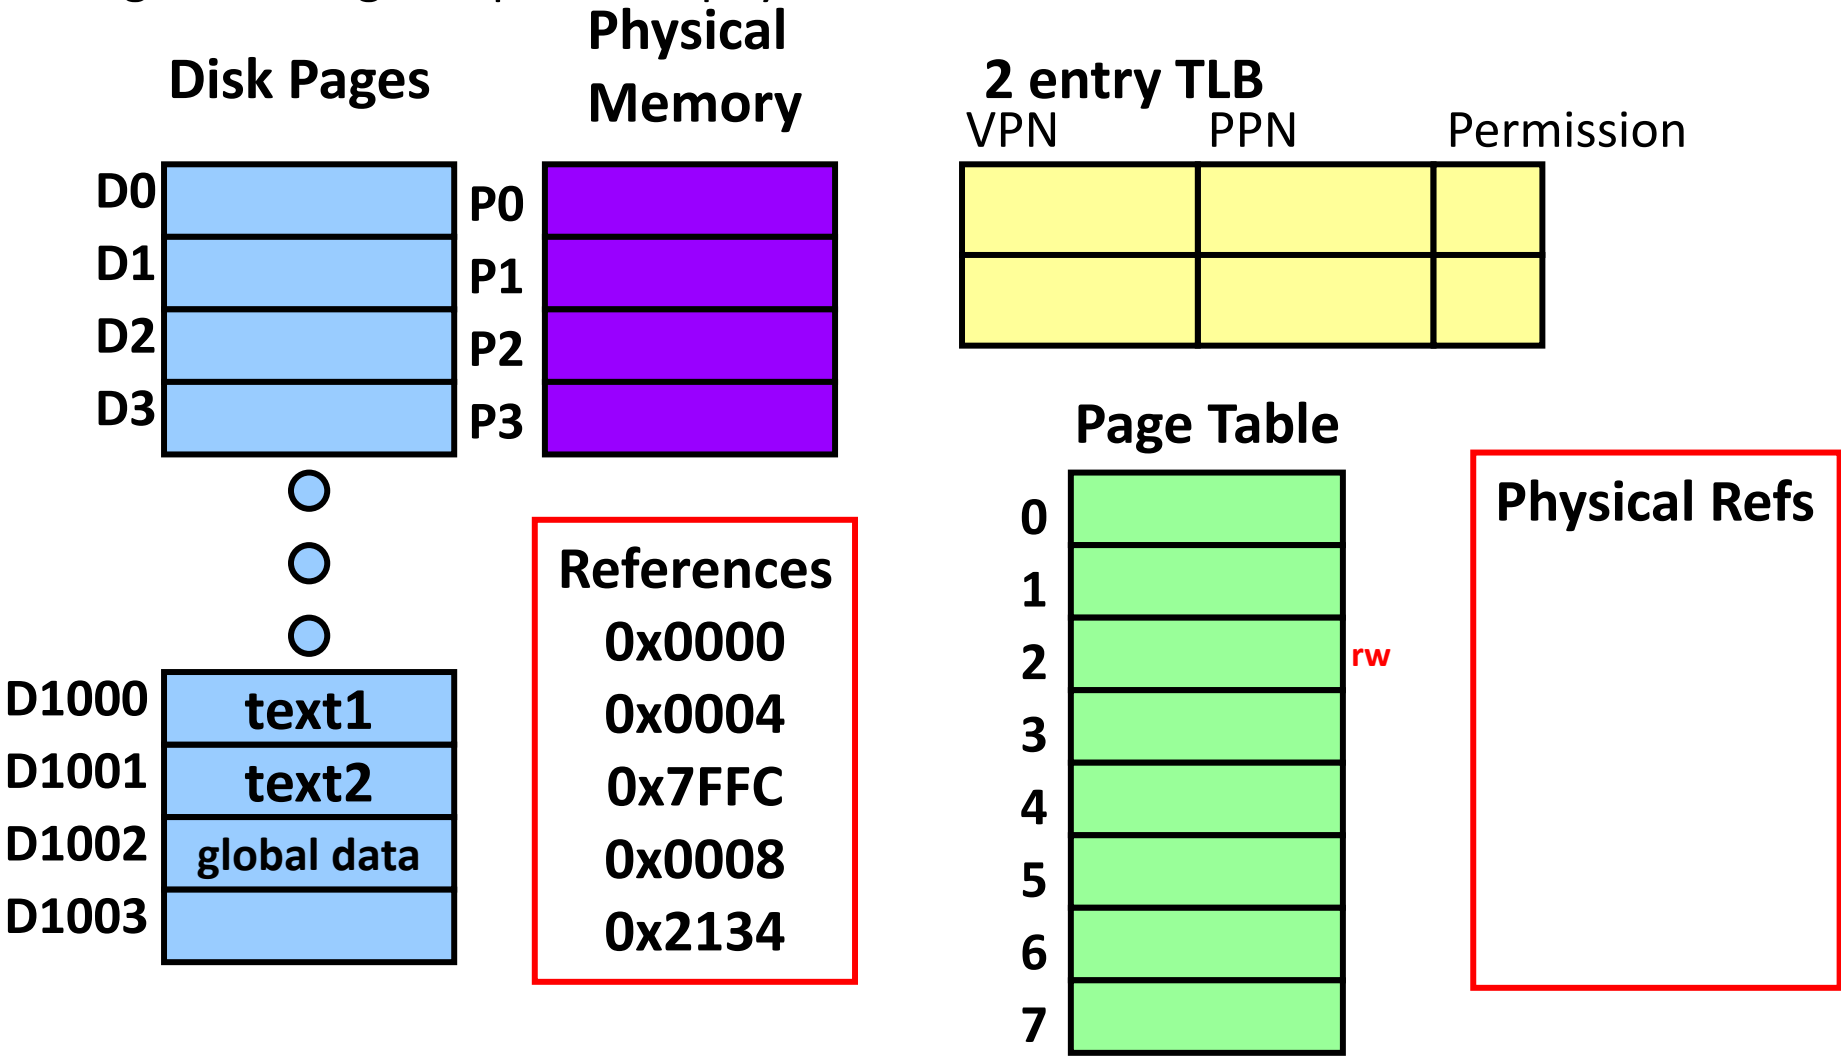 Physical
Memory
Disk Pages
2 entry TLB
VPN PPN Permission
D0
D1
D2
D3
P0
P1
P2
P3
D1000 text1
D1001 text2
D1002 global data
D1003
References
0x0000
0x0004
0x7FFC
0x0008
0x2134
Page Table
0
1
2 rw
3
4
5
6
7
Physical Refs